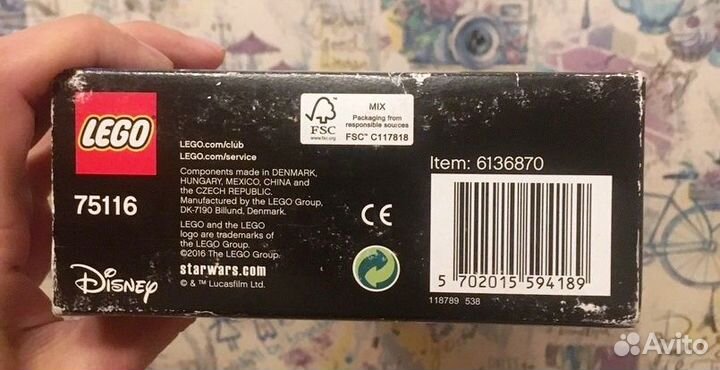 LEGO
75116
Disney
LEGO.com/club
LEGO.com/service
Components made in DENMARK,
HUNGARY, MEXICO, CHINA and
the CZECH REPUBLIC.
Manufactured by the LEGO Group,
DK-7190 Billund, Denmark.
LEGO and the LEGO
logo are trademarks of
the LEGO Group.
©2016 The LEGO Group.
starwars.com
© & ™ Lucasfilm Ltd.
FSC
www.fsc.org
MIX
Packaging from
responsible sources
FSC™ C117818
CE
Item: 6136870
5 702015 594189
118789 538
Avito